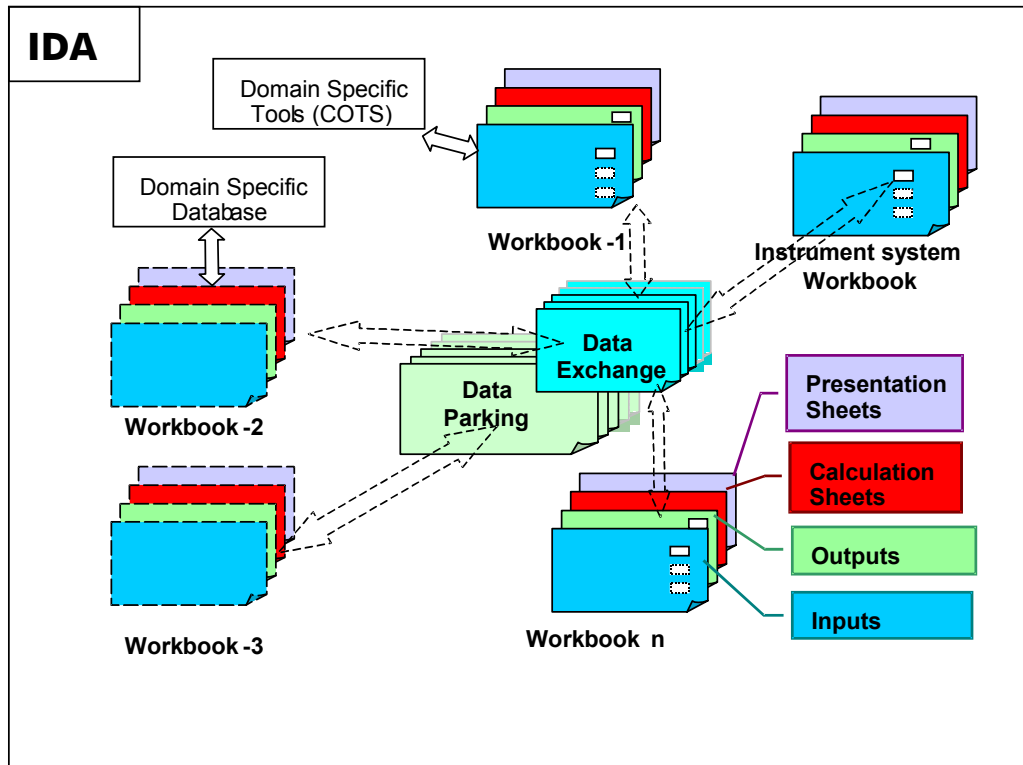 IDA
Domain Specific
Tools (COTS)
Domain Specific
Database
Workbook -1
Instrument system
Workbook
Data
Exchange
Data
Parking
Workbook -2
Presentation
Sheets
Calculation
Sheets
Outputs
Inputs
Workbook -3
Workbook n